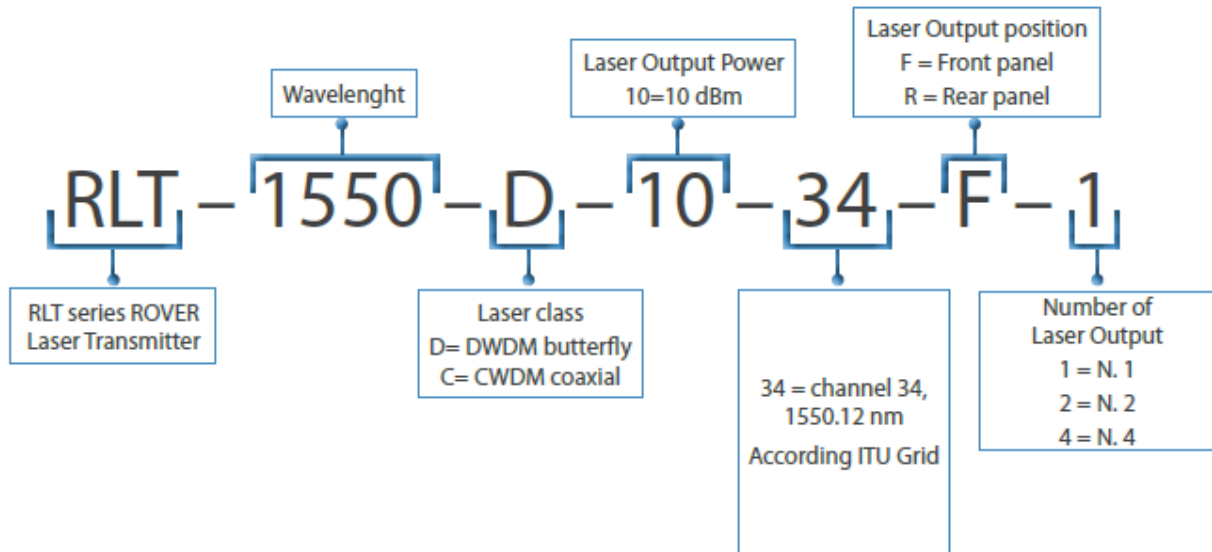 Laser Output position
F = Front panel
R = Rear panel
Laser Output Power
10=10 dBm
Wavelenght
RLT – 1550 – D – 10 – 34 – F – 1
RLT series ROVER
Laser Transmitter
Laser class
D= DWDM butterfly
C= CWDM coaxial
34 = channel 34,
1550.12 nm
According ITU Grid
Number of
Laser Output
1 = N. 1
2 = N. 2
4 = N. 4